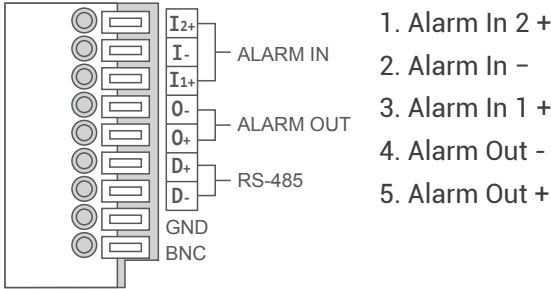 I2+
I-
I1+
O-
O+
D+
D-
GND
BNC
ALARM IN
ALARM OUT
RS-485
1. Alarm In 2 +
2. Alarm In –
3. Alarm In 1 +
4. Alarm Out -
5. Alarm Out +